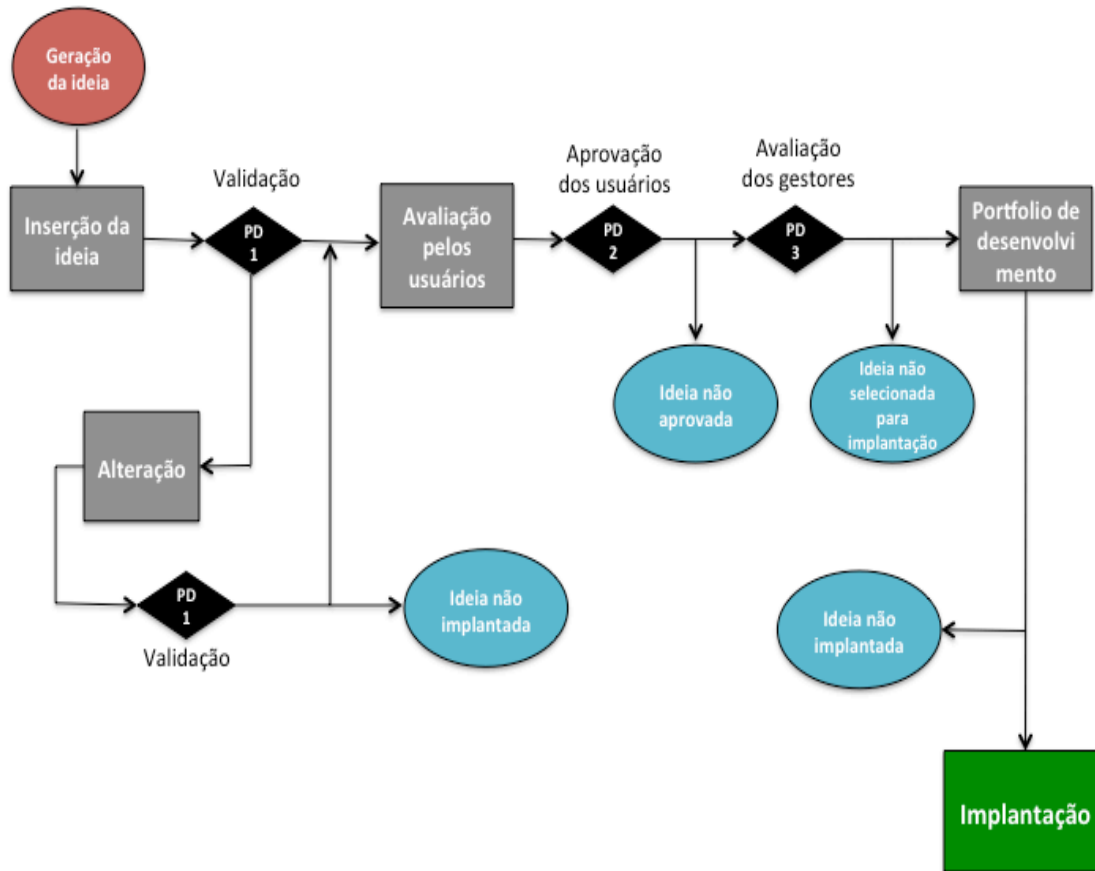 Geração
da ideia
Inserção da
ideia
Validação
PD
1
Avaliação
pelos
usuários
Aprovação
dos usuários
PD
2
Avaliação
dos gestores
PD
3
Portfolio de
desenvolvi
mento
Ideia não
aprovada
Ideia não
selecionada
para
implantação
Alteração
PD
1
Validação
Ideia não
implantada
Ideia não
implantada
Implantação